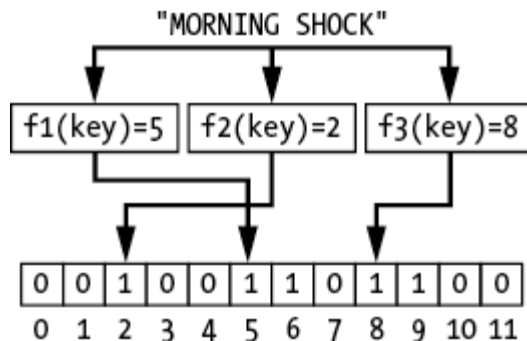 "MORNING SHOCK"
f1(key)=5 f2(key)=2 f3(key)=8
0 0 1 0 0 1 1 0 1 1 0 0
0 1 2 3 4 5 6 7 8 9 10 11